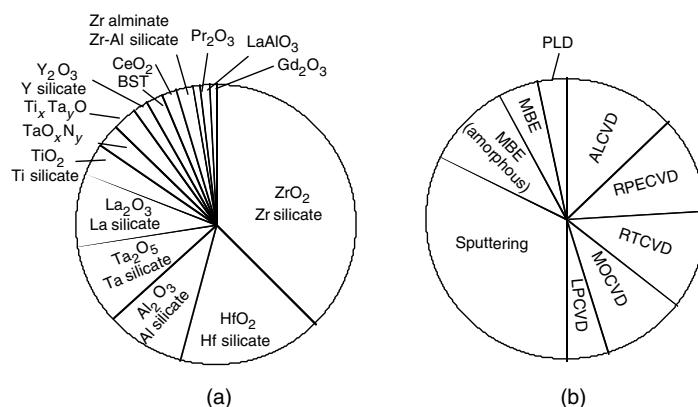 Zr alminate
Zr-Al silicate
Pr₂O₃
LaAlO₃
Gd₂O₃
CeO₂
BST
Y₂O₃
Y silicate
TiₓTaᵧO
TaOₓNᵧ
TiO₂
Ti silicate
La₂O₃
La silicate
Ta₂O₅
Ta silicate
Al₂O₃
Al silicate
HfO₂
Hf silicate
ZrO₂
Zr silicate
(a)
PLD
MBE
MBE
(amorphous)
ALCVD
RPECVD
RTCVD
MOCVD
LPCVD
Sputtering
(b)